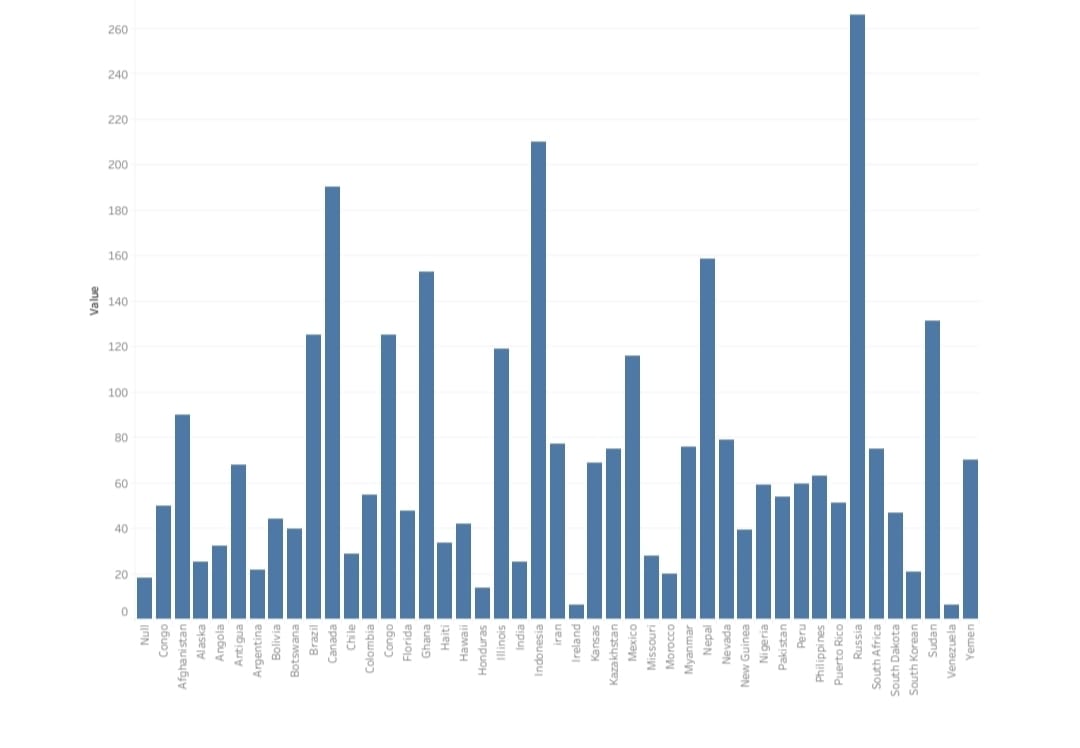 260
240
220
200
180
160
140
120
100
80
60
40
20
0
Value
Null
Congo
Afghanistan
Alaska
Angola
Antigua
Argentina
Bolivia
Botswana
Brazil
Canada
Chile
Colombia
Congo
Florida
Ghana
Haiti
Hawaii
Honduras
Illinois
India
Indonesia
iran
Ireland
Kansas
Kazakhstan
Mexico
Missouri
Morocco
Myanmar
Nepal
Nevada
New Guinea
Nigeria
Pakistan
Peru
Philippines
Puerto Rico
Russia
South Africa
South Dakota
South Korean
Sudan
Venezuela
Yemen